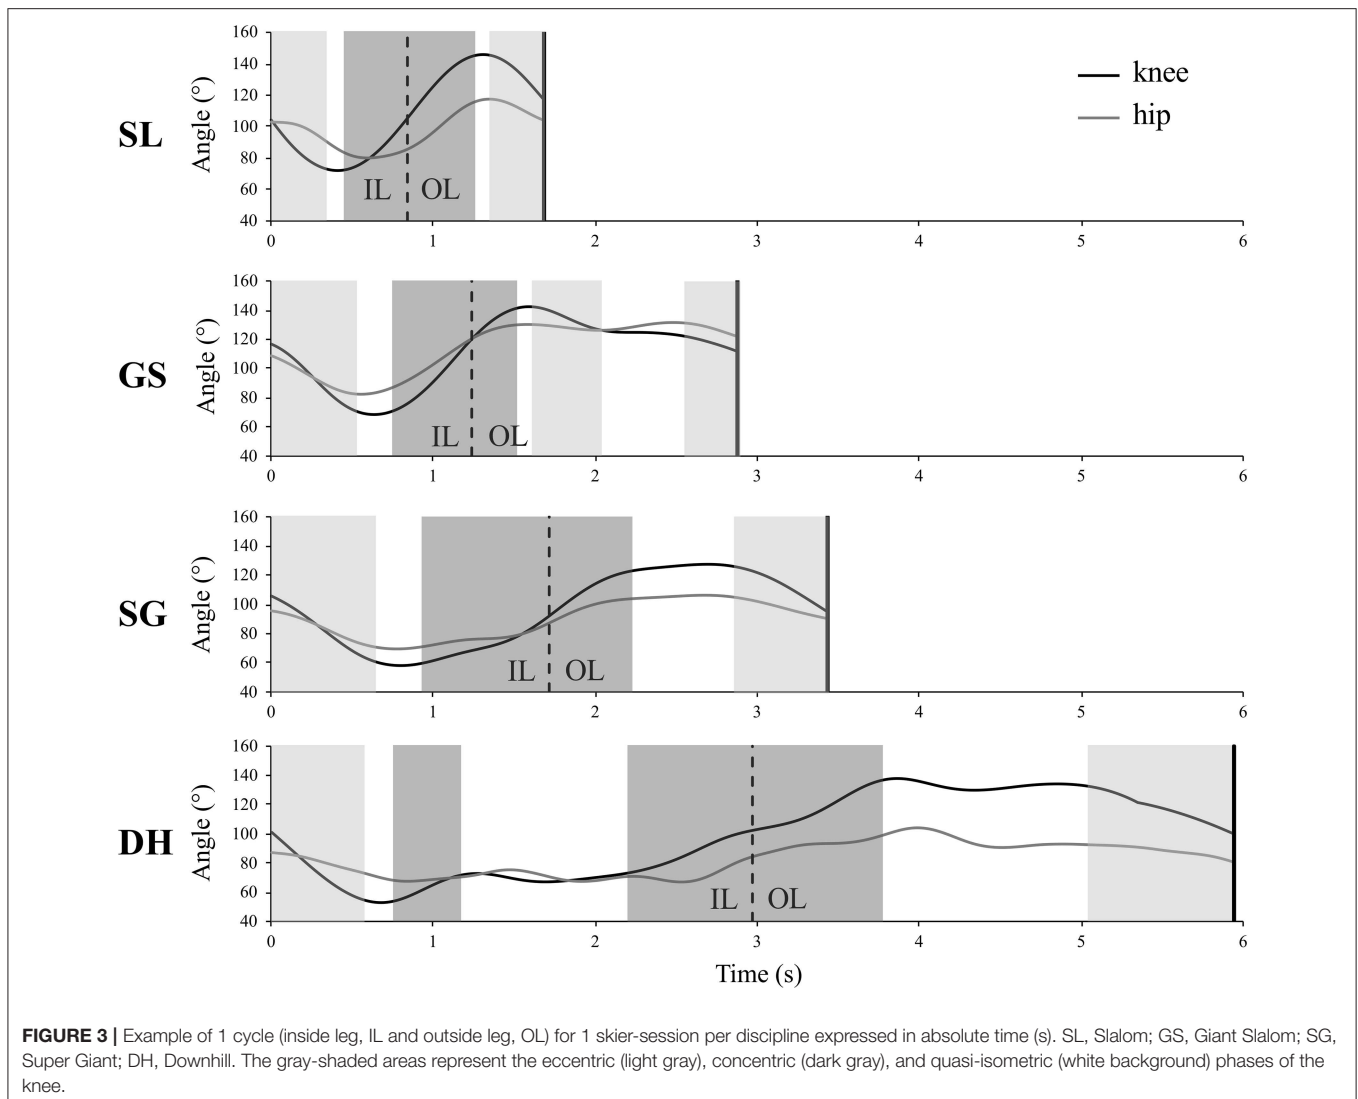 160
140
120
100
80
60
40
Angle (°)
SL
IL
OL
0
1
2
3
4
5
6
knee
hip
160
140
120
100
80
60
40
Angle (°)
GS
IL
OL
0
1
2
3
4
5
6
160
140
120
100
80
60
40
Angle (°)
SG
IL
OL
0
1
2
3
4
5
6
160
140
120
100
80
60
40
Angle (°)
DH
IL
OL
0
1
2
3
4
5
6
Time (s)
FIGURE 3 | Example of 1 cycle (inside leg, IL and outside leg, OL) for 1 skier-session per discipline expressed in absolute time (s). SL, Slalom; GS, Giant Slalom; SG,
Super Giant; DH, Downhill. The gray-shaded areas represent the eccentric (light gray), concentric (dark gray), and quasi-isometric (white background) phases of the
knee.